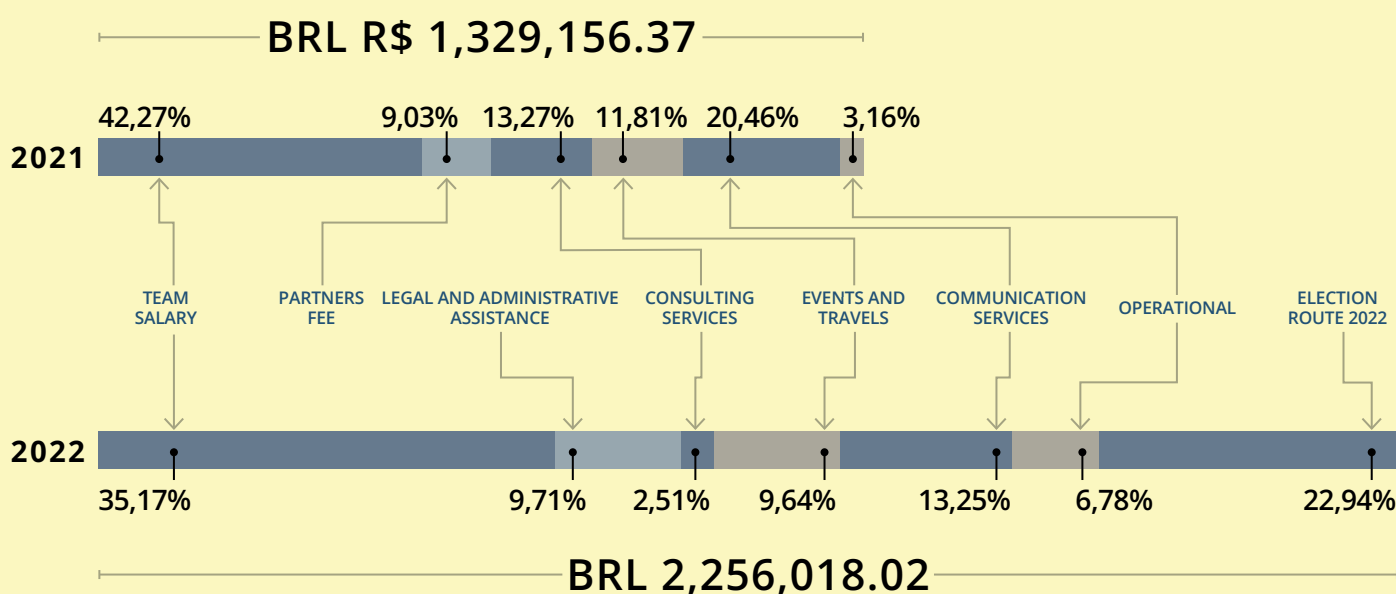 BRL R$ 1,329,156.37
42,27% 9,03% 13,27% 11,81% 20,46% 3,16%
2021
TEAM
SALARY
PARTNERS
FEE
LEGAL AND ADMINISTRATIVE
ASSISTANCE
CONSULTING
SERVICES
EVENTS AND
TRAVELS
COMMUNICATION
SERVICES
OPERATIONAL
ELECTION
ROUTE 2022
2022
35,17% 9,71% 2,51% 9,64% 13,25% 6,78% 22,94%
BRL 2,256,018.02